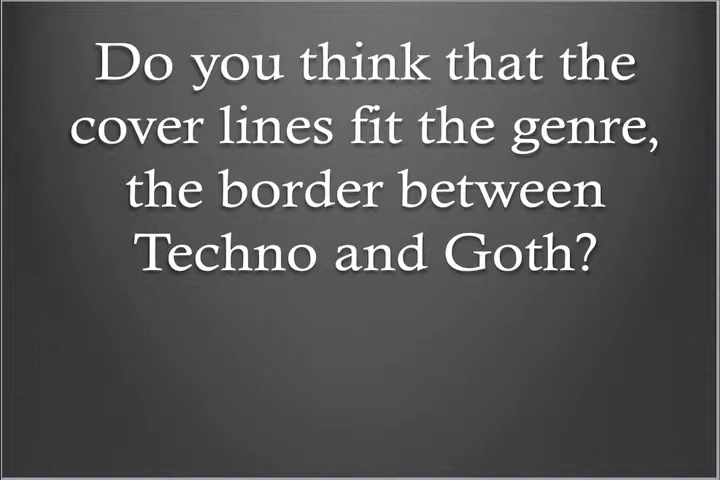 Do you think that the
cover lines fit the genre,
the border between
Techno and Goth?